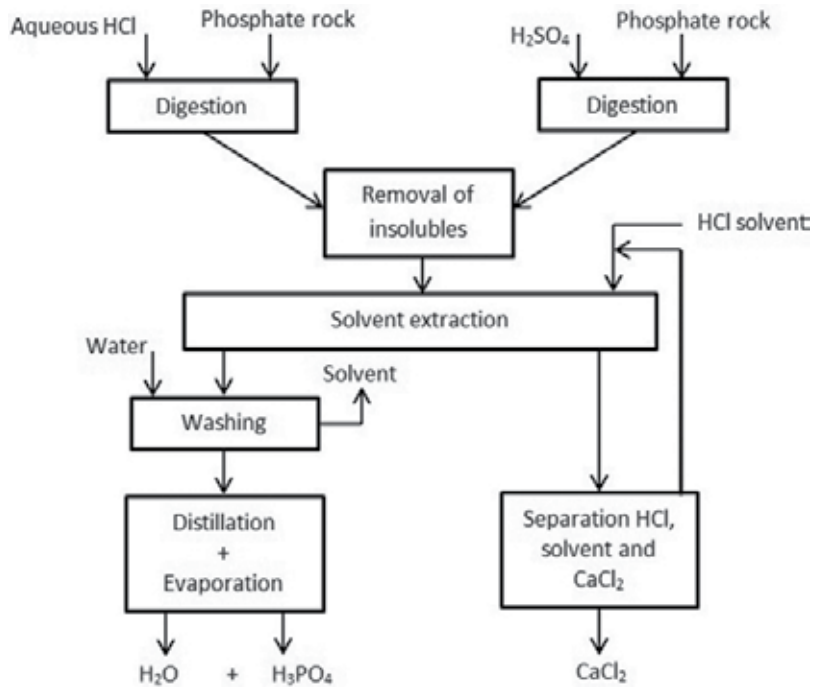 Aqueous HCl
Phosphate rock
H₂SO₄
Phosphate rock
Digestion
Digestion
Removal of
insolubles
HCl solvent:
Solvent extraction
Water
Solvent
Washing
Distillation
+
Evaporation
Separation HCl,
solvent and
CaCl₂
H₂O + H₃PO₄
CaCl₂